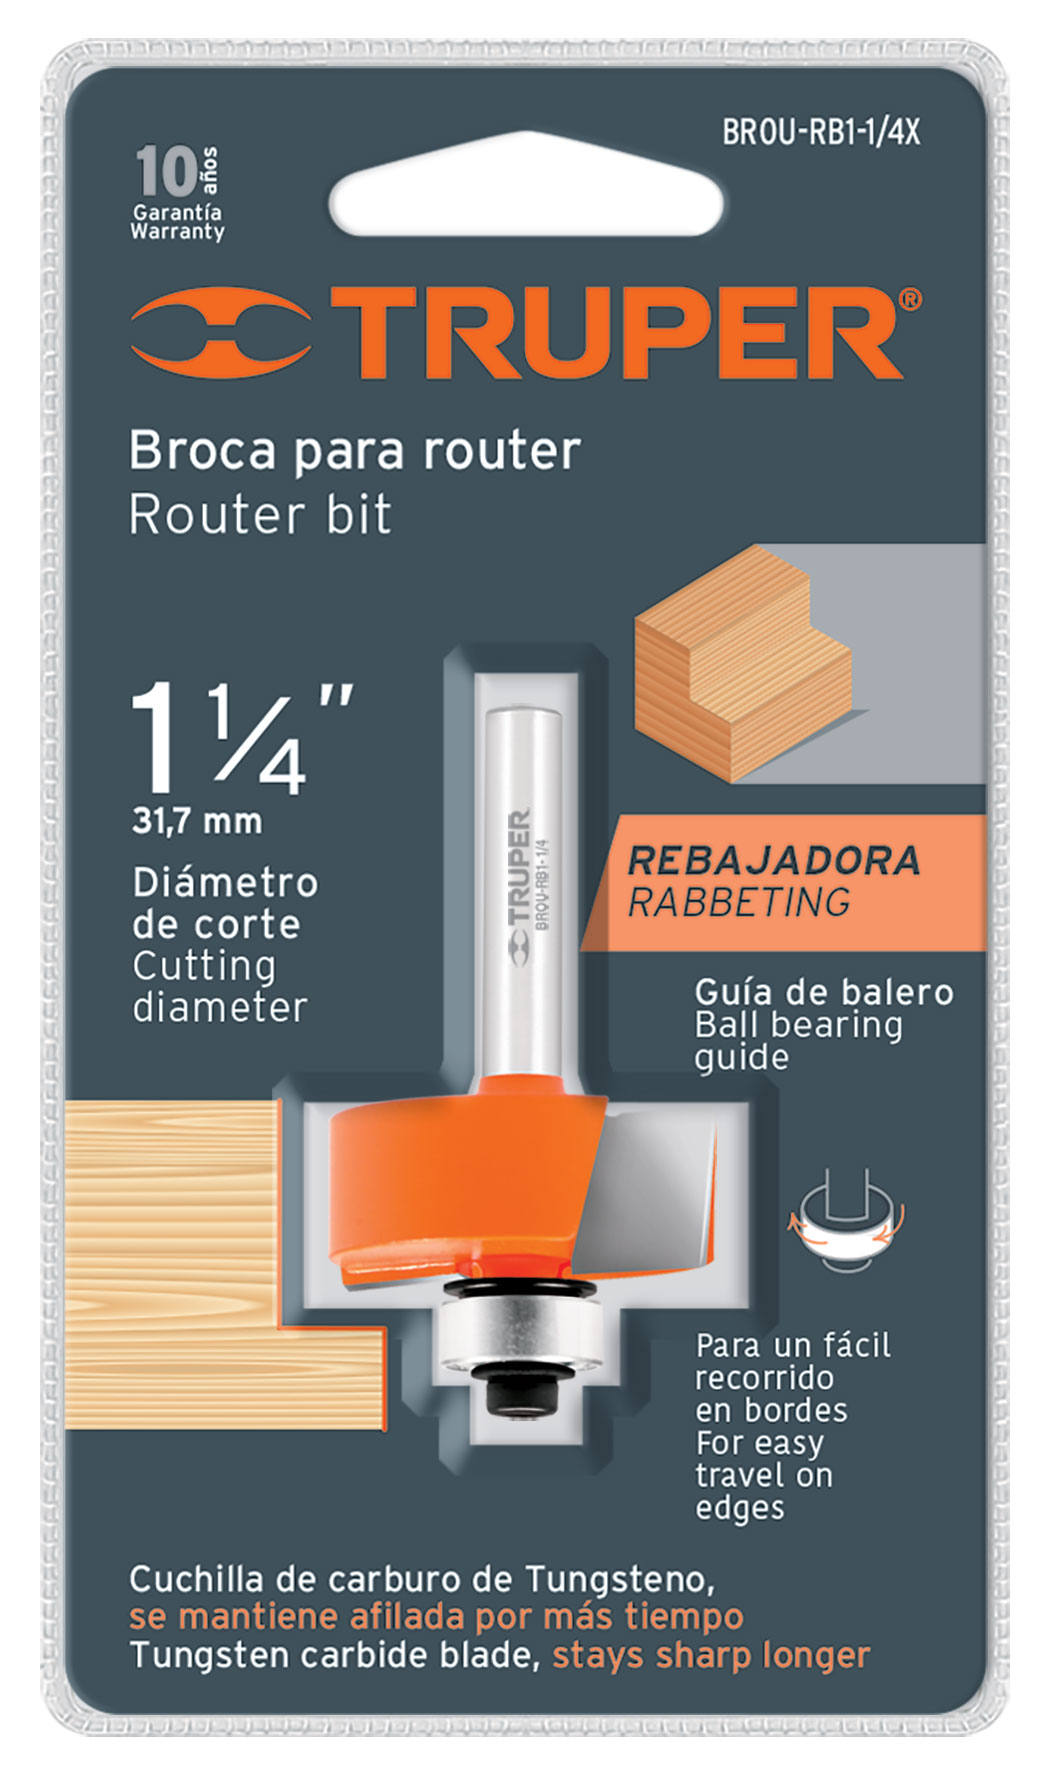 BROU-RB1-1/4X
10 años
Garantía
Warranty
TRUPER®
Broca para router
Router bit
1 1/4"
31,7 mm
Diámetro
de corte
Cutting
diameter
TRUPER
BROU-RB1-1/4
REBAJADORA
RABBETING
Guía de balero
Ball bearing
guide
Para un fácil
recorrido
en bordes
For easy
travel on
edges
Cuchilla de carburo de Tungsteno,
se mantiene afilada por más tiempo
Tungsten carbide blade, stays sharp longer